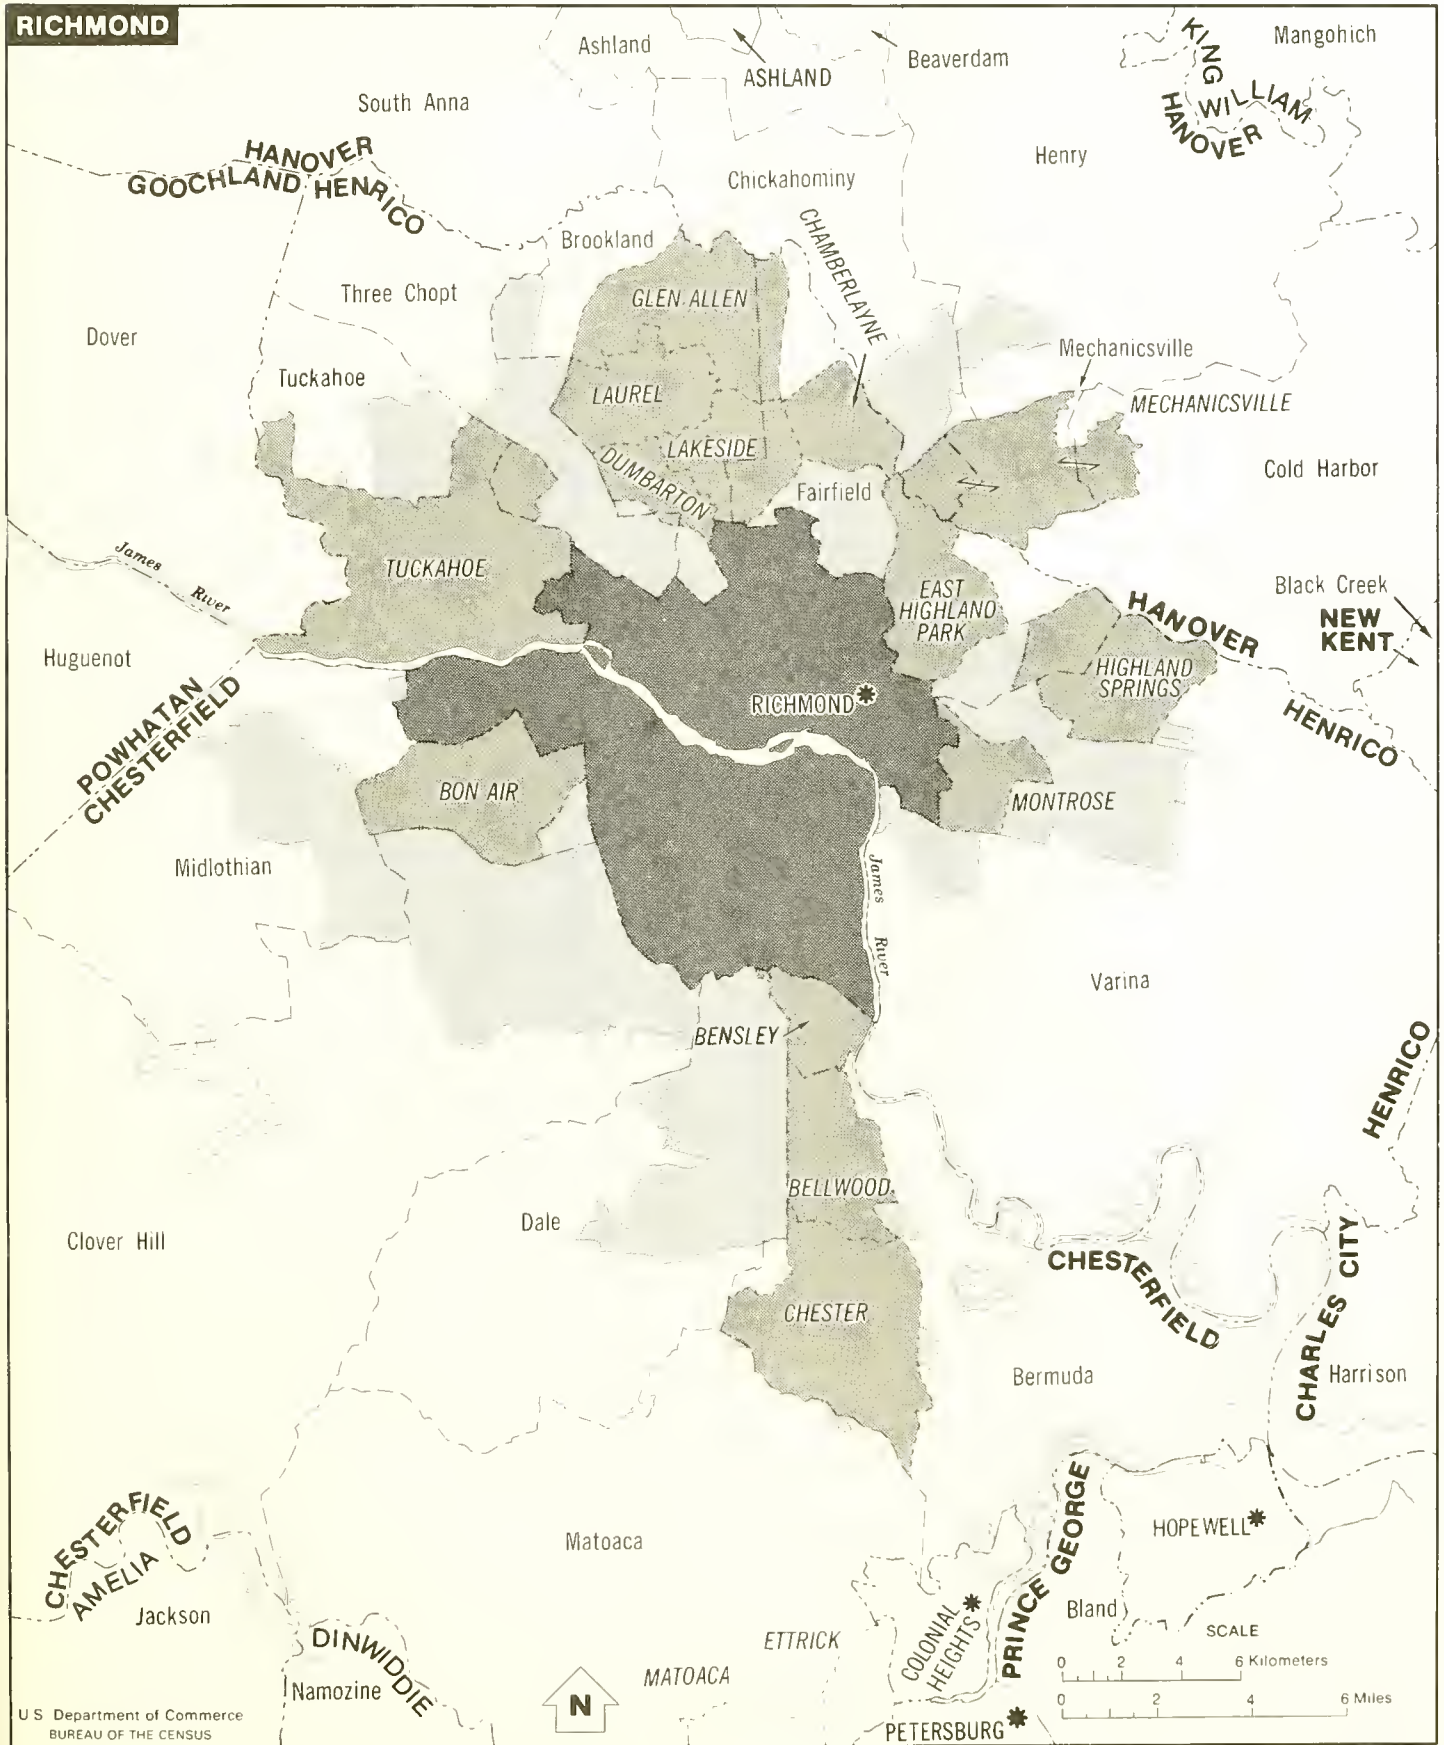 RICHMOND
Ashland
ASHLAND
Beaverdam
KING WILLIAM
HANOVER
Mangohich
South Anna
HANOVER
GOOCHLAND
HENRICO
Chickahominy
Henry
Brookland
CHAMBERLAYNE
Three Chopt
GLEN ALLEN
Dover
Mechanicsville
Tuckahoe
LAUREL
MECHANICSVILLE
LAKESIDE
DUMBARTON
Fairfield
Cold Harbor
James River
TUCKAHOE
EAST
HIGHLAND
PARK
Black Creek
NEW
KENT
HANOVER
HENRICO
Huguenot
HIGHLAND
SPRINGS
POWHATAN
CHESTERFIELD
RICHMOND
BON AIR
MONTROSE
Midlothian
James River
Varina
BENSLEY
HENRICO
BELLWOOD
Dale
Clover Hill
CHESTERFIELD
CHARLES CITY
CHESTER
Bermuda
Harrison
CHESTERFIELD
AMELIA
Jackson
Matoaca
PRINCE GEORGE
HOPEWELL
Bland
COLONIAL
HEIGHTS
DINWIDDIE
Namozine
ETTRICK
MATOACA
N
SCALE
0 2 4 6 Kilometers
0 2 4 6 Miles
PETERSBURG
U S Department of Commerce
BUREAU OF THE CENSUS